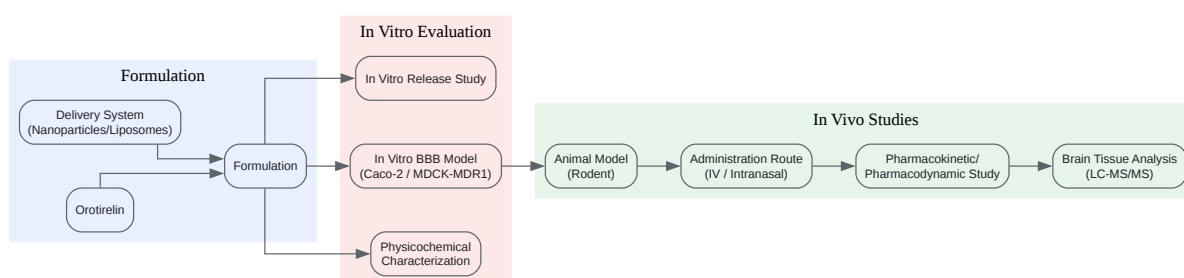 Formulation
Delivery System
(Nanoparticles/Liposomes)
Orotirelin
Formulation
In Vitro Evaluation
In Vitro Release Study
In Vitro BBB Model
(Caco-2 / MDCK-MDR1)
Physicochemical
Characterization
In Vivo Studies
Animal Model
(Rodent)
Administration Route
(IV / Intranasal)
Pharmacokinetic/
Pharmacodynamic Study
Brain Tissue Analysis
(LC-MS/MS)